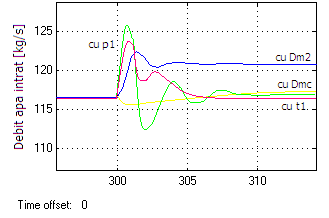 Debit apa intrat [kg/s]
125
120
115
110
300
305
310
cu p1
cu Dm2
cu Dmc
cu t1
Time offset: 0